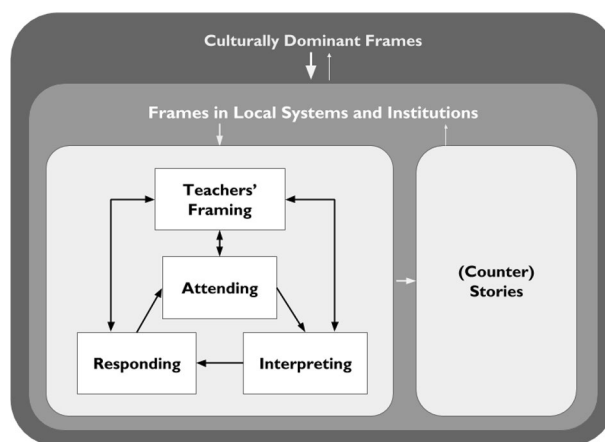 Culturally Dominant Frames
Frames in Local Systems and Institutions
Teachers'
Framing
Attending
Responding
Interpreting
(Counter)
Stories